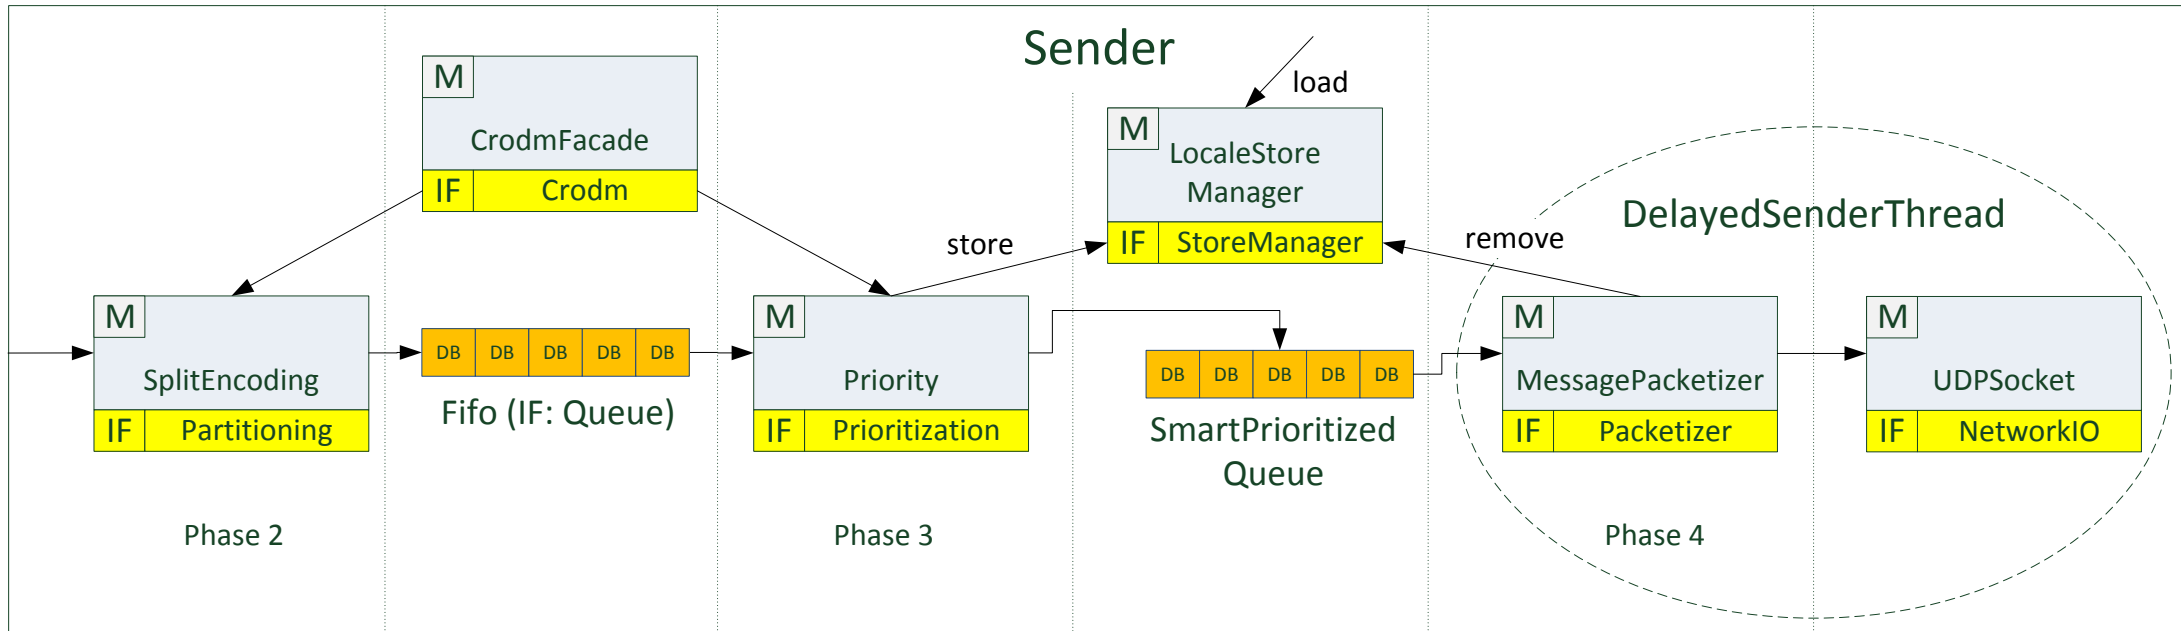 Sender
M
CrodmFacade
IF Crodm
load
M
LocaleStore
Manager
IF StoreManager
store
remove
DelayedSenderThread
M
SplitEncoding
IF Partitioning
DB DB DB DB DB
Fifo (IF: Queue)
M
Priority
IF Prioritization
DB DB DB DB DB
SmartPrioritized
Queue
M
MessagePacketizer
IF Packetizer
M
UDPSocket
IF NetworkIO
Phase 2
Phase 3
Phase 4